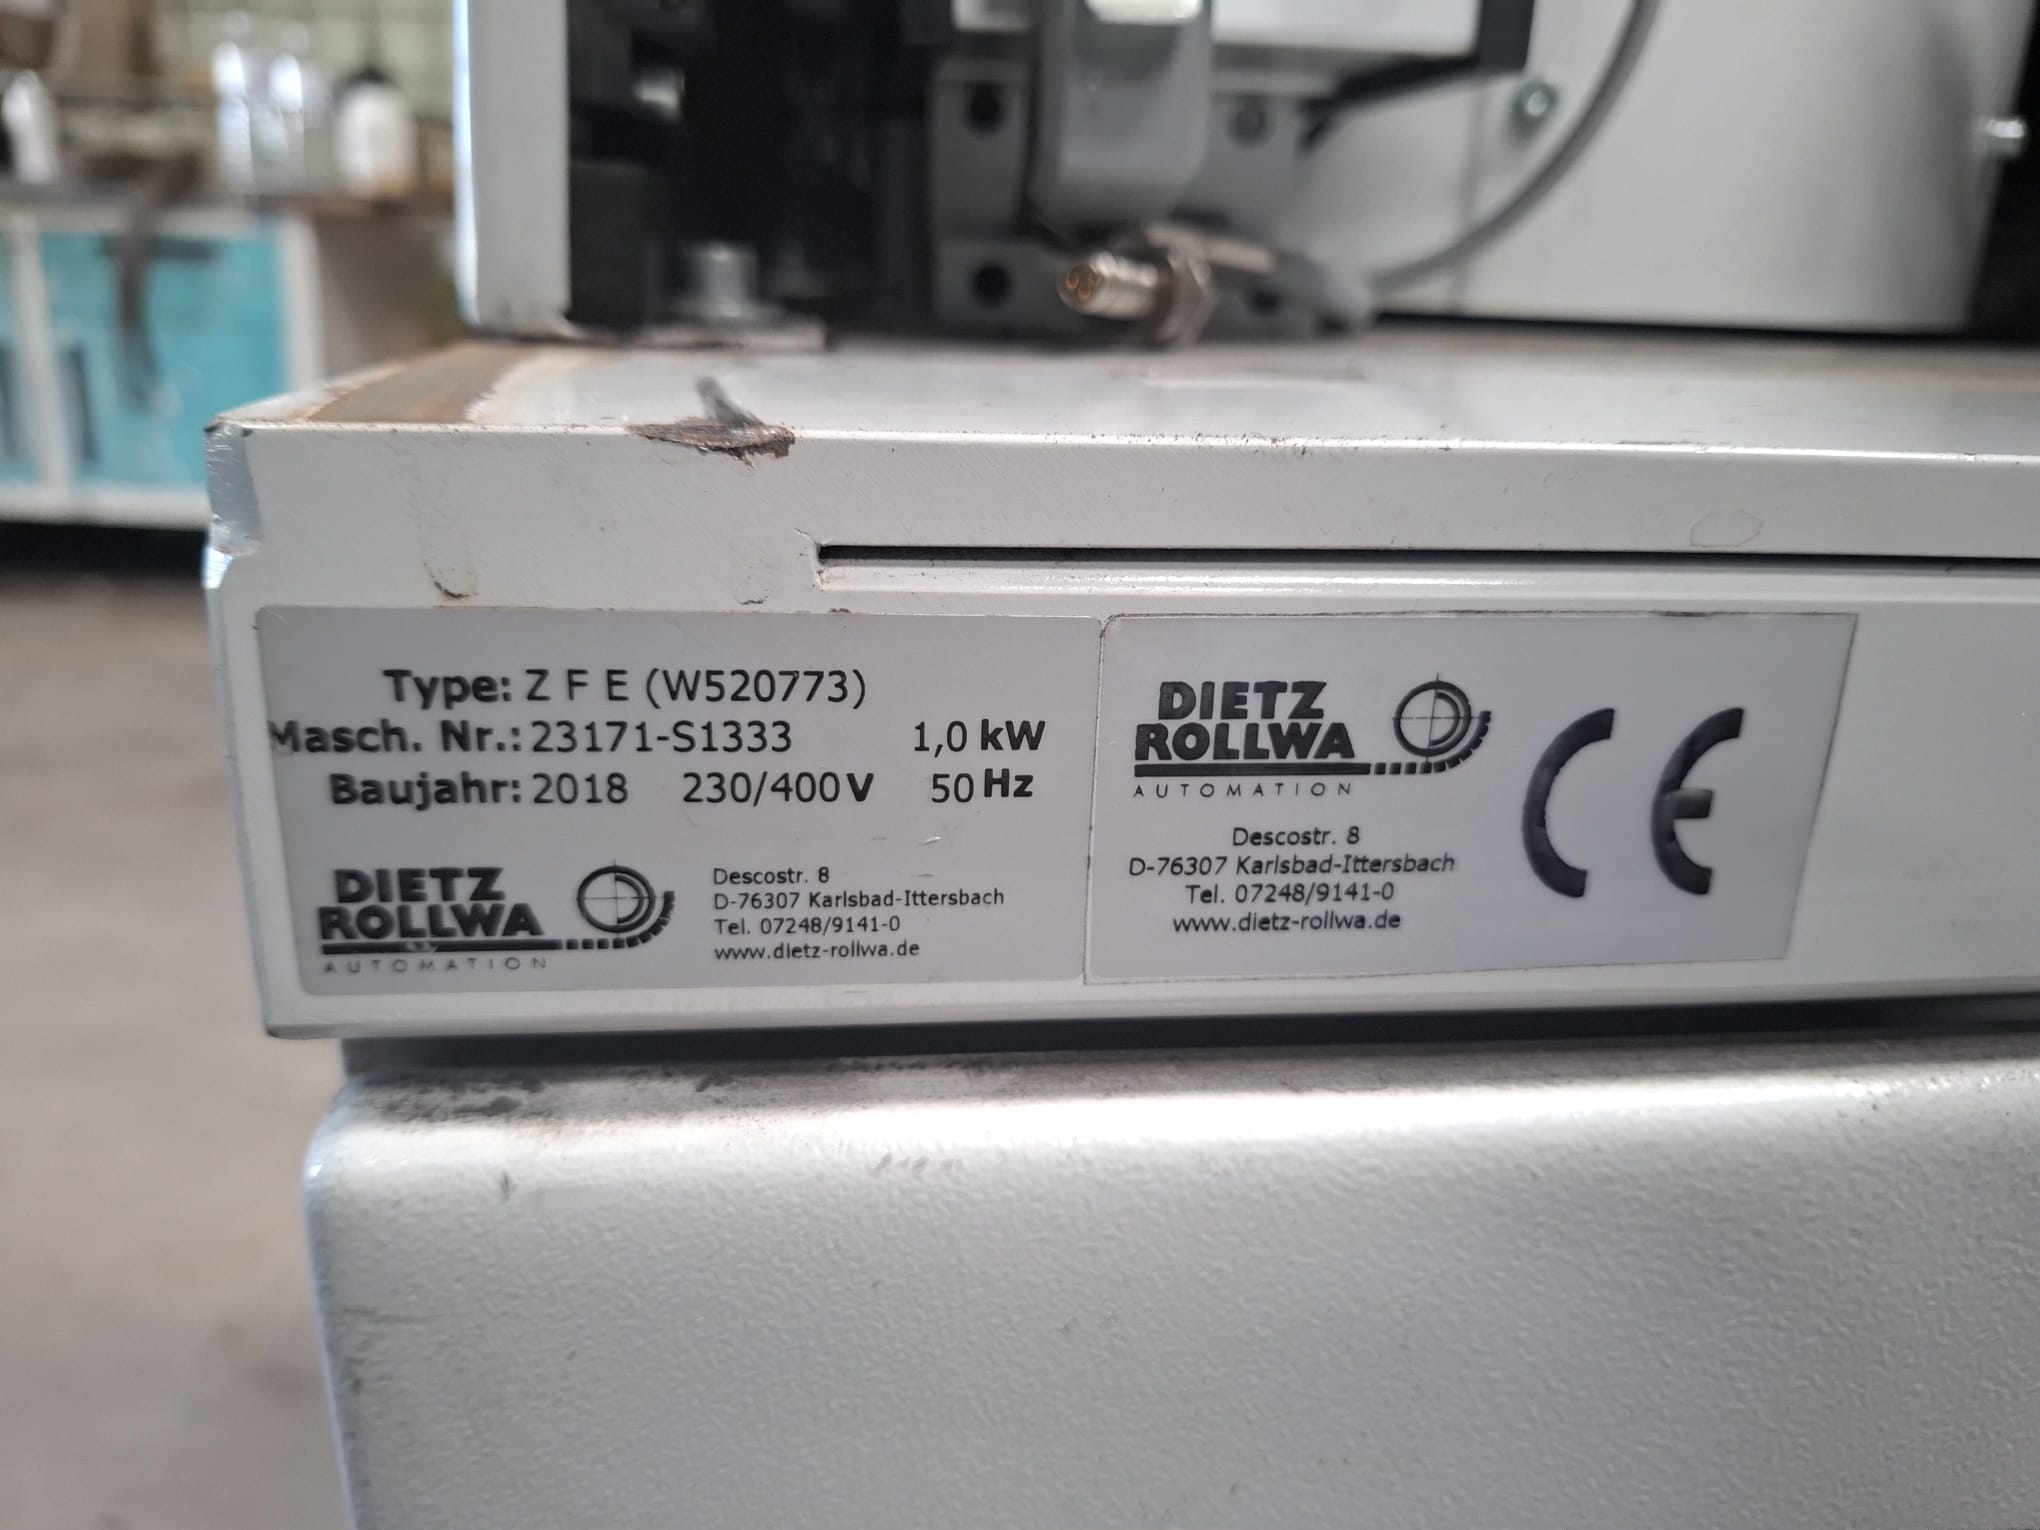 Type: Z F E (W520773)
Masch. Nr.: 23171-S1333 1,0 kW
Baujahr: 2018 230/400V 50 Hz
DIETZ
ROLLWA
AUTOMATION
Descostr. 8
D-76307 Karlsbad-Ittersbach
Tel. 07248/9141-0
www.dietz-rollwa.de
DIETZ
ROLLWA
AUTOMATION
Descostr. 8
D-76307 Karlsbad-Ittersbach
Tel. 07248/9141-0
www.dietz-rollwa.de
CE